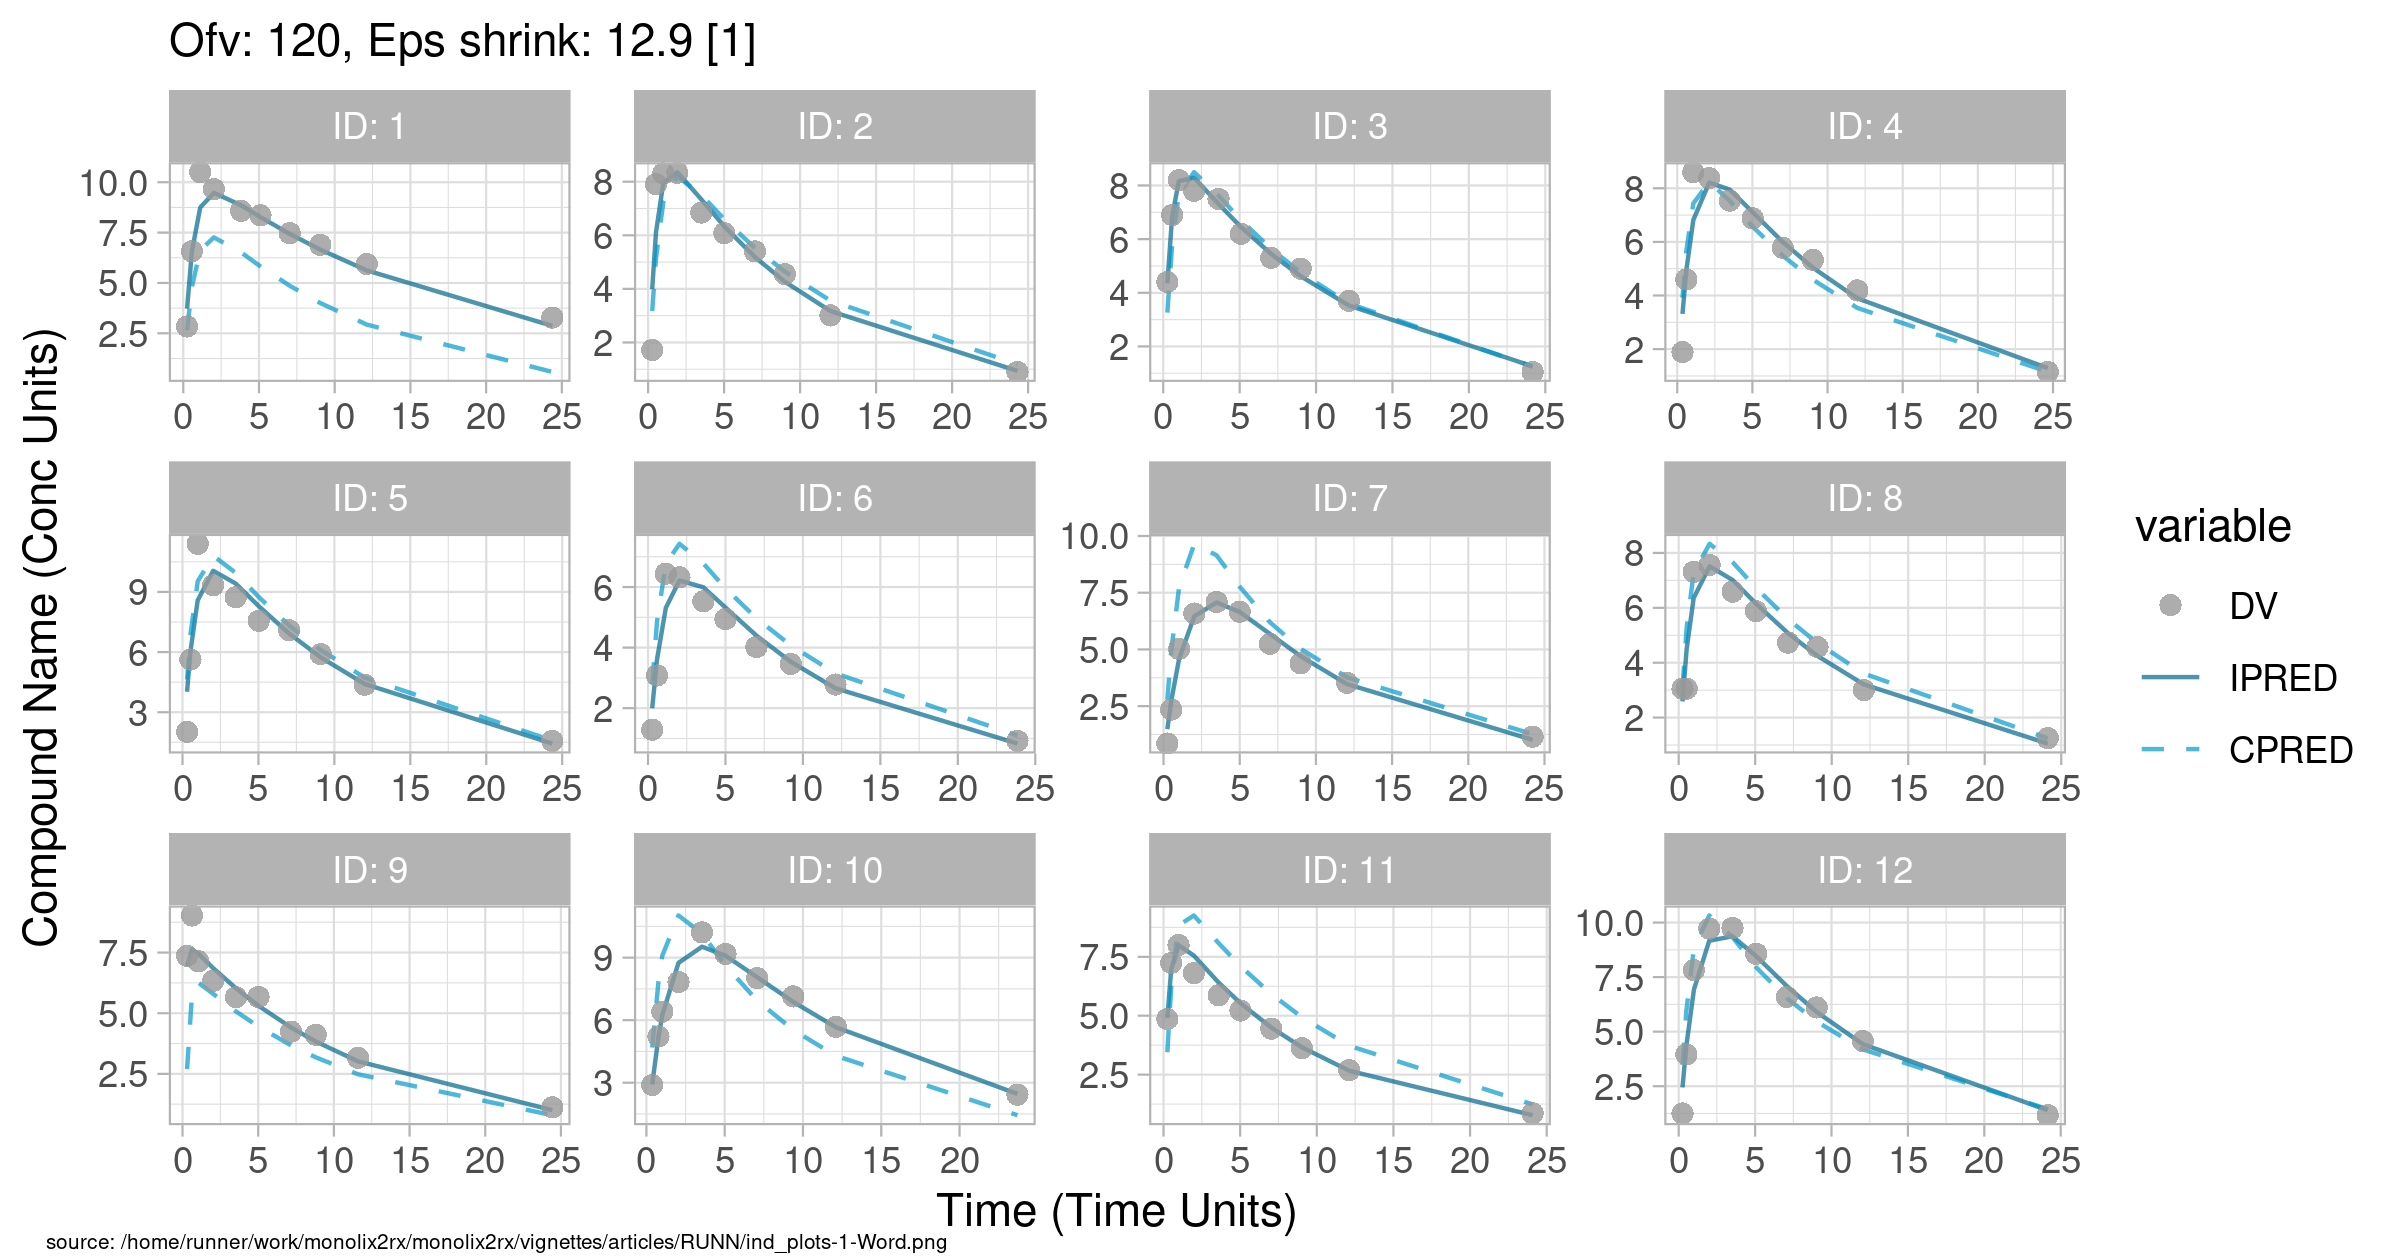 Ofv: 120, Eps shrink: 12.9 [1]
ID: 1 ID: 2 ID: 3 ID: 4
10.0 7.5 5.0 2.5
8 6 4 2
8 6 4 2
8 6 4 2
0 5 10 15 20 25 0 5 10 15 20 25 0 5 10 15 20 25 0 5 10 15 20 25
ID: 5 ID: 6 ID: 7 ID: 8
9 6 3
6 4 2
10.0 7.5 5.0 2.5
8 6 4 2
0 5 10 15 20 25 0 5 10 15 20 25 0 5 10 15 20 25 0 5 10 15 20 25
ID: 9 ID: 10 ID: 11 ID: 12
7.5 5.0 2.5
9 6 3
7.5 5.0 2.5
10.0 7.5 5.0 2.5
0 5 10 15 20 25 0 5 10 15 20 0 5 10 15 20 25 0 5 10 15 20 25
Compound Name (Conc Units)
Time (Time Units)
variable
DV
IPRED
CPRED
source: /home/runner/work/monolix2rx/monolix2rx/vignettes/articles/RUNN/ind_plots-1-Word.png